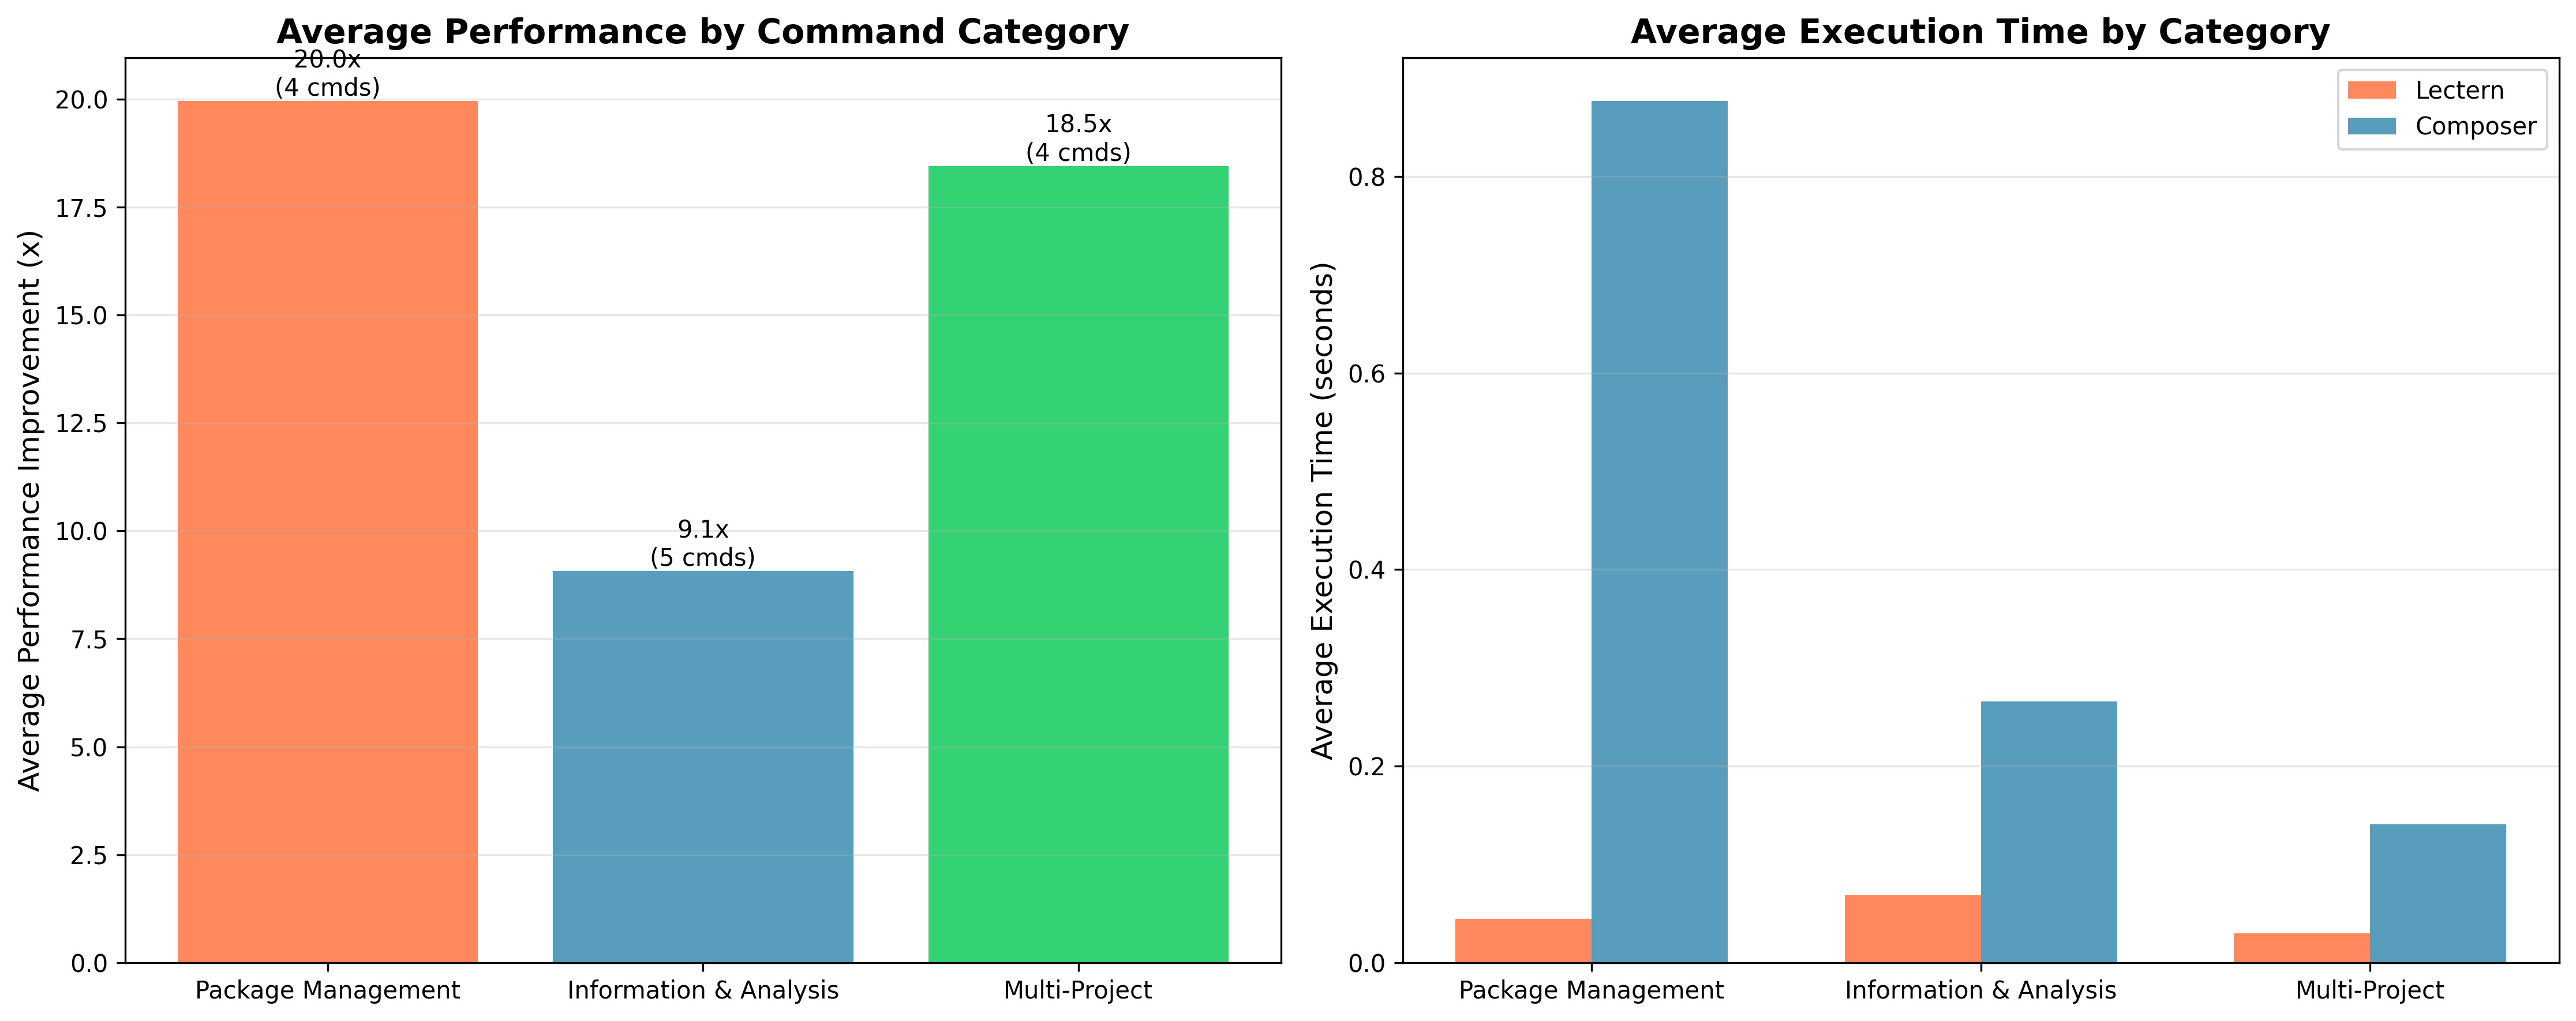 Average Performance by Command Category
Average Performance Improvement (x)
20.0
17.5
15.0
12.5
10.0
7.5
5.0
2.5
0.0
20.0x
(4 cmds)
9.1x
(5 cmds)
18.5x
(4 cmds)
Package Management
Information & Analysis
Multi-Project
Average Execution Time by Category
Average Execution Time (seconds)
0.8
0.6
0.4
0.2
0.0
Lectern
Composer
Package Management
Information & Analysis
Multi-Project